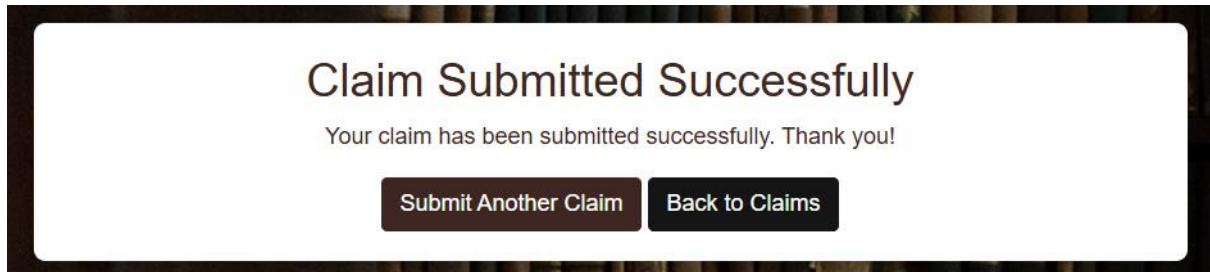 Claim Submitted Successfully
Your claim has been submitted successfully. Thank you!
Submit Another Claim
Back to Claims